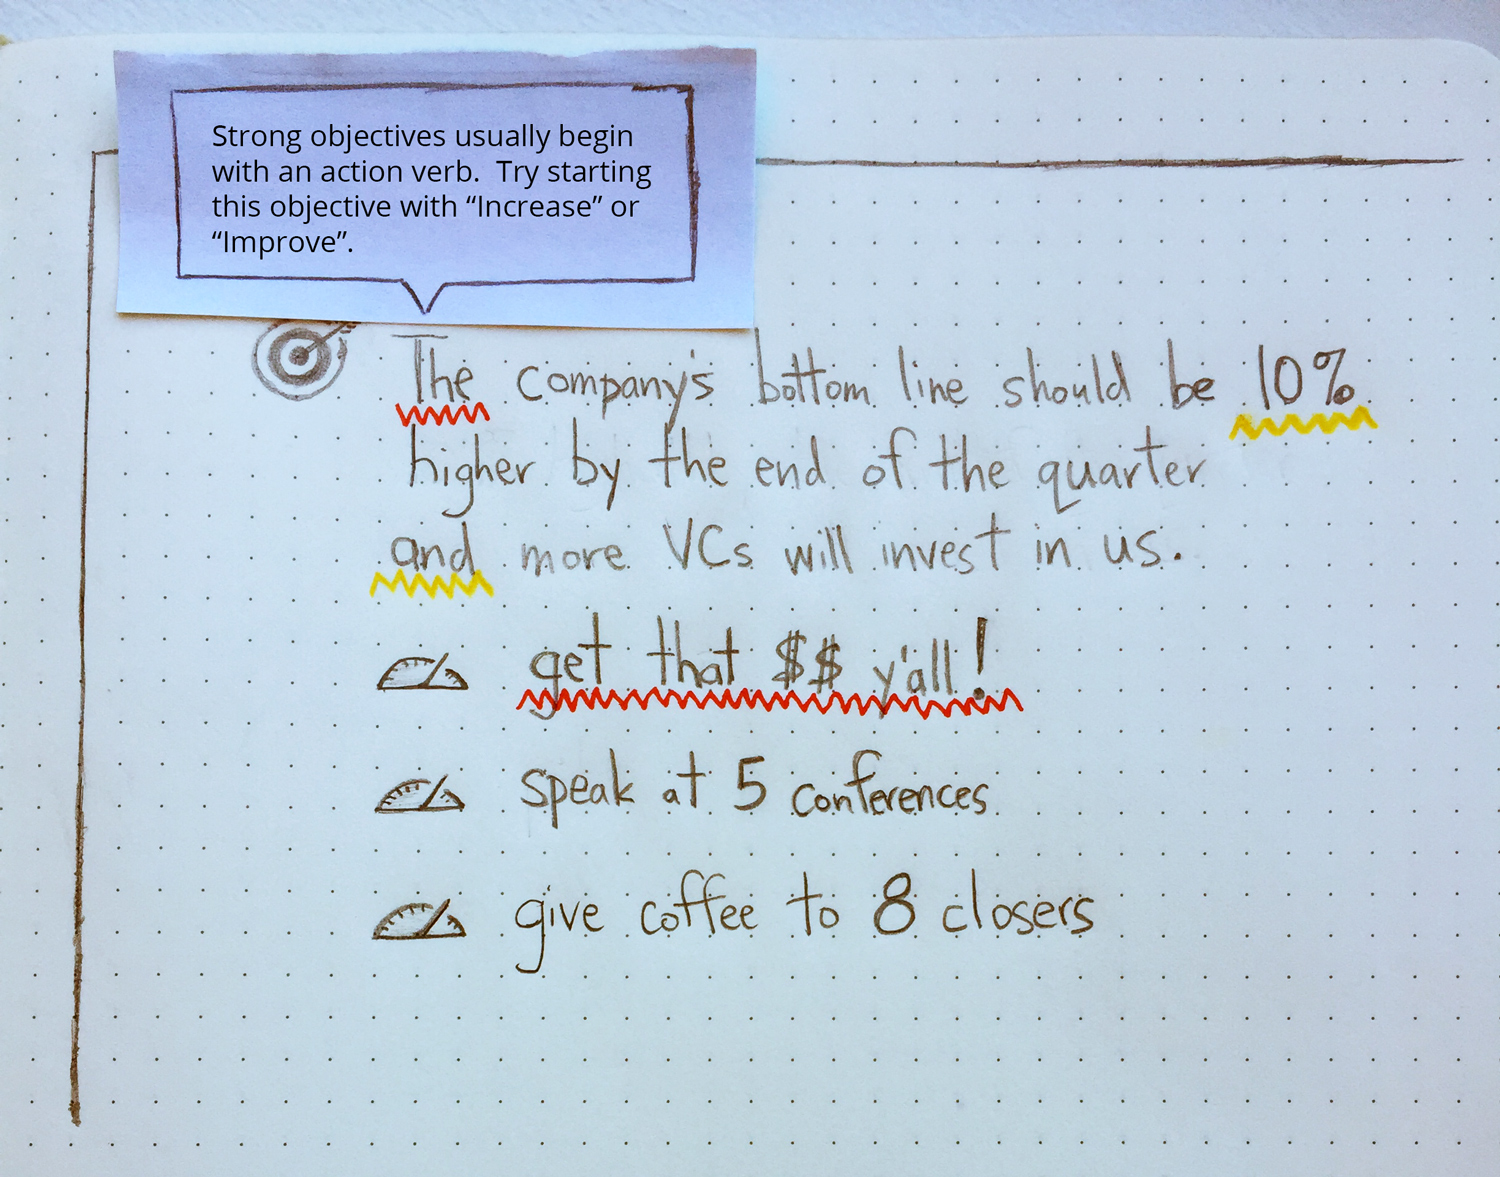 Strong objectives usually begin
with an action verb.  Try starting
this objective with “Increase” or
“Improve”.
The company's bottom line should be 10%
higher by the end of the quarter
and more VCs will invest in us.
get that $$ y'all!
speak at 5 conferences
give coffee to 8 closers